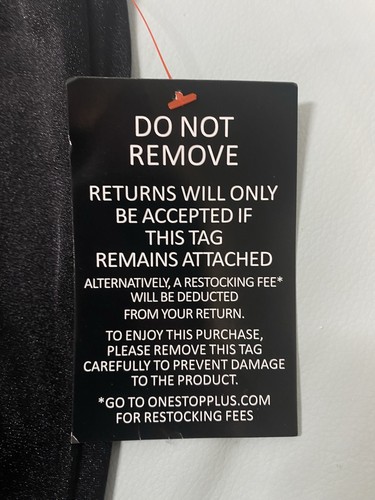 DO NOT
REMOVE
RETURNS WILL ONLY
BE ACCEPTED IF
THIS TAG
REMAINS ATTACHED
ALTERNATIVELY, A RESTOCKING FEE*
WILL BE DEDUCTED
FROM YOUR RETURN.
TO ENJOY THIS PURCHASE,
PLEASE REMOVE THIS TAG
CAREFULLY TO PREVENT DAMAGE
TO THE PRODUCT.
*GO TO ONESTOPPLUS.COM
FOR RESTOCKING FEES